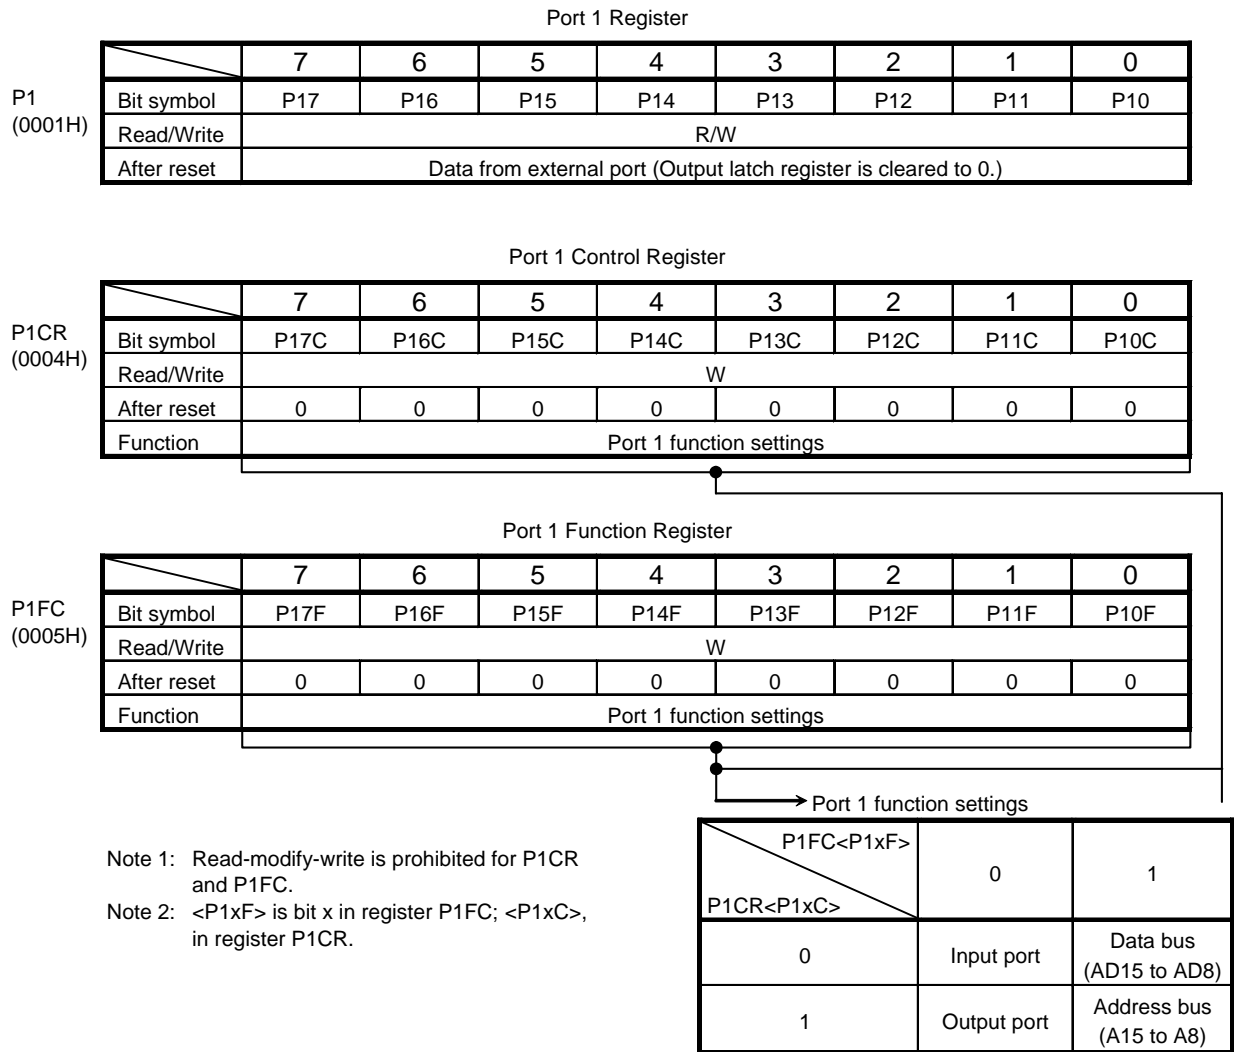 Port 1 Register
7 6 5 4 3 2 1 0
P1
(0001H)
Bit symbol P17 P16 P15 P14 P13 P12 P11 P10
Read/Write R/W
After reset Data from external port (Output latch register is cleared to 0.)
Port 1 Control Register
7 6 5 4 3 2 1 0
P1CR
(0004H)
Bit symbol P17C P16C P15C P14C P13C P12C P11C P10C
Read/Write W
After reset 0 0 0 0 0 0 0 0
Function Port 1 function settings
Port 1 Function Register
7 6 5 4 3 2 1 0
P1FC
(0005H)
Bit symbol P17F P16F P15F P14F P13F P12F P11F P10F
Read/Write W
After reset 0 0 0 0 0 0 0 0
Function Port 1 function settings
Note 1: Read-modify-write is prohibited for P1CR
and P1FC.
Note 2: <P1xF> is bit x in register P1FC; <P1xC>,
in register P1CR.
Port 1 function settings
P1FC<P1xF>
P1CR<P1xC>
0 1
0 Input port Data bus
(AD15 to AD8)
1 Output port Address bus
(A15 to A8)